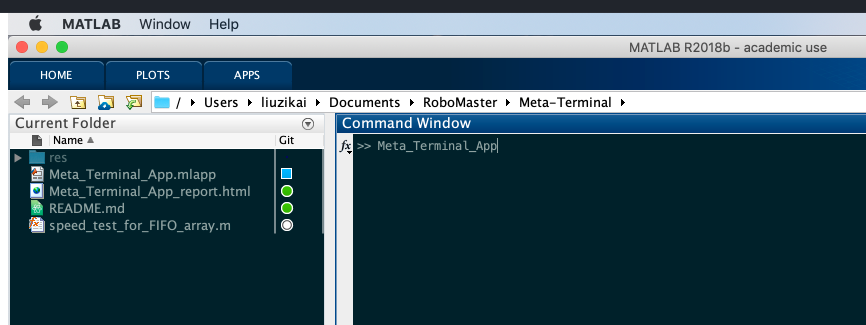 MATLAB Window Help
MATLAB R2018b - academic use
HOME PLOTS APPS
/ Users liuzikai Documents RoboMaster Meta-Terminal
Current Folder
Name Git
res
Meta_Terminal_App.mlapp
Meta_Terminal_App_report.html
README.md
speed_test_for_FIFO_array.m
Command Window
fx >> Meta_Terminal_App